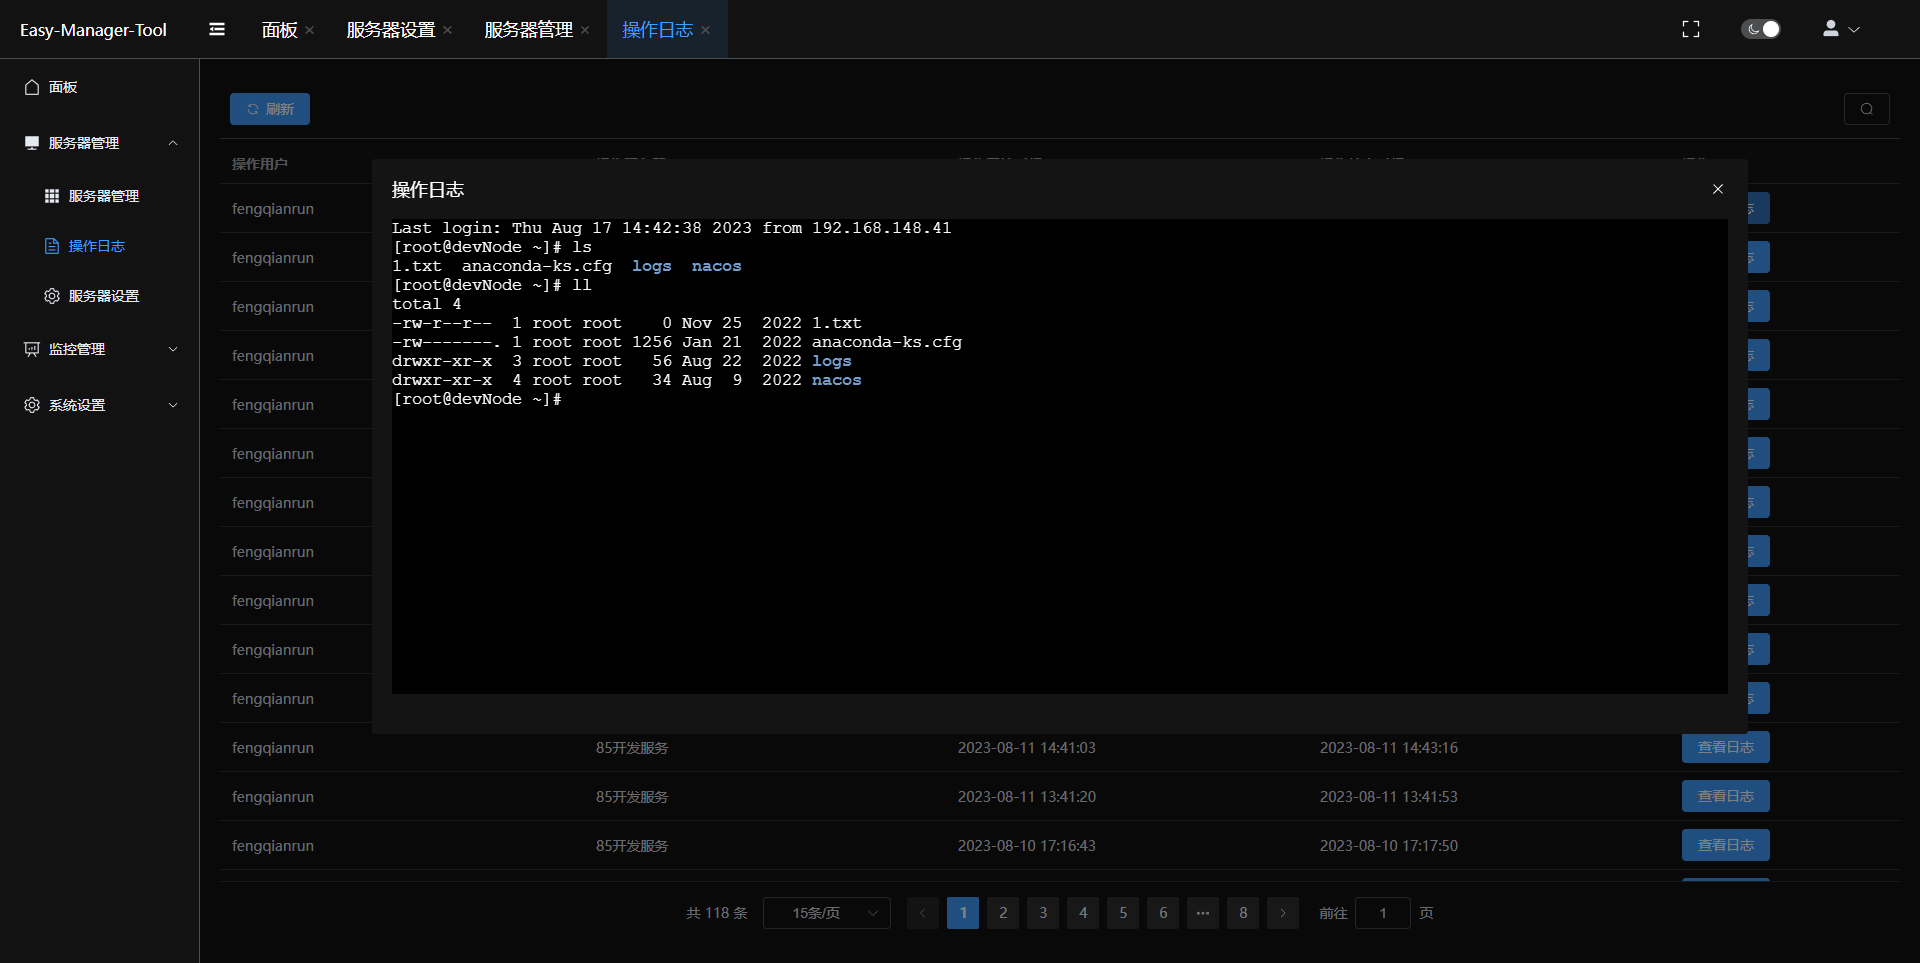 Easy-Manager-Tool
面板
服务器设置
服务器管理
操作日志
面板
服务器管理
服务器管理
操作日志
服务器设置
监控管理
系统设置
刷新
操作用户
fengqianrun
fengqianrun
fengqianrun
fengqianrun
fengqianrun
fengqianrun
fengqianrun
fengqianrun
fengqianrun
fengqianrun
fengqianrun
操作日志
Last login: Thu Aug 17 14:42:38 2023 from 192.168.148.41
[root@devNode ~]# ls
1.txt  anaconda-ks.cfg  logs  nacos
[root@devNode ~]# ll
total 4
-rw-r--r--  1 root root    0 Nov 25  2022 1.txt
-rw-------. 1 root root 1256 Jan 21  2022 anaconda-ks.cfg
drwxr-xr-x  3 root root   56 Aug 22  2022 logs
drwxr-xr-x  4 root root   34 Aug  9  2022 nacos
[root@devNode ~]#
fengqianrun 85开发服务 2023-08-11 14:41:03 2023-08-11 14:43:16 查看日志
fengqianrun 85开发服务 2023-08-11 13:41:20 2023-08-11 13:41:53 查看日志
fengqianrun 85开发服务 2023-08-10 17:16:43 2023-08-10 17:17:50 查看日志
共 118 条 15条/页 1 2 3 4 5 6 ••• 8 前往 1 页